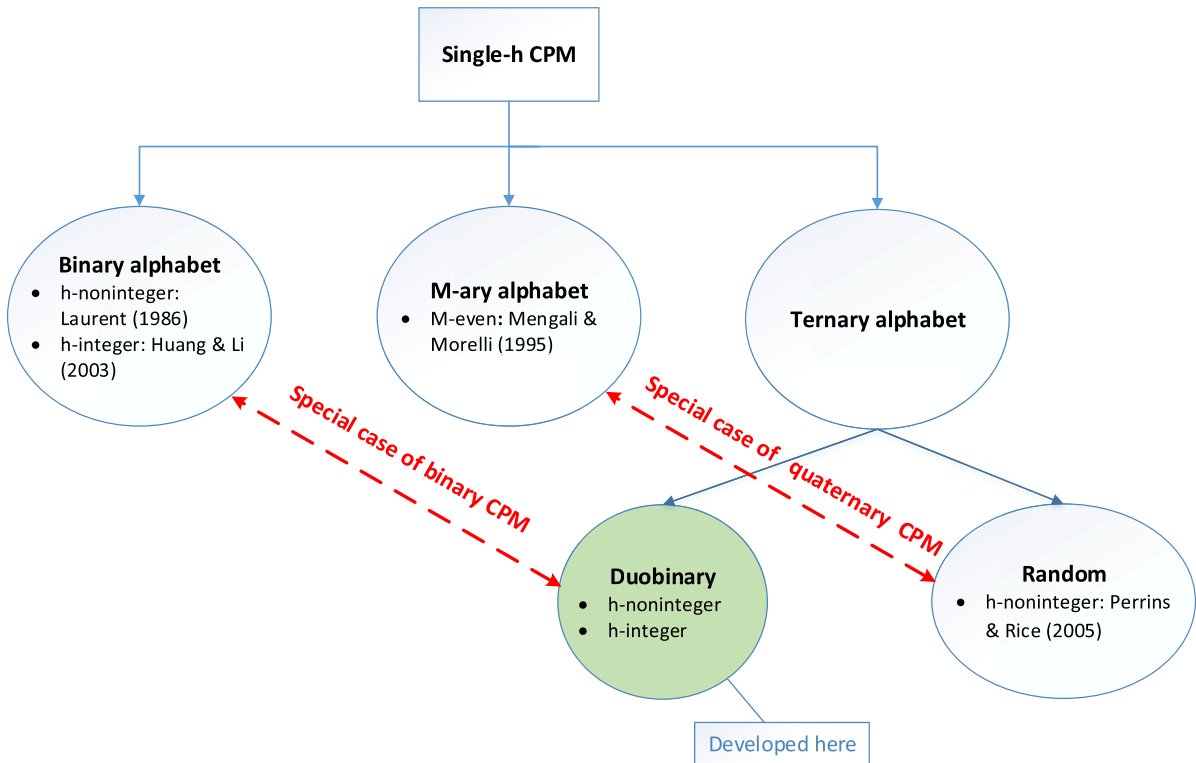 Single-h CPM
Binary alphabet
• h-noninteger:
Laurent (1986)
• h-integer: Huang & Li
(2003)
M-ary alphabet
• M-even: Mengali &
Morelli (1995)
Ternary alphabet
Special case of binary CPM
Special case of quaternary CPM
Duobinary
• h-noninteger
• h-integer
Random
• h-noninteger: Perrins
& Rice (2005)
Developed here